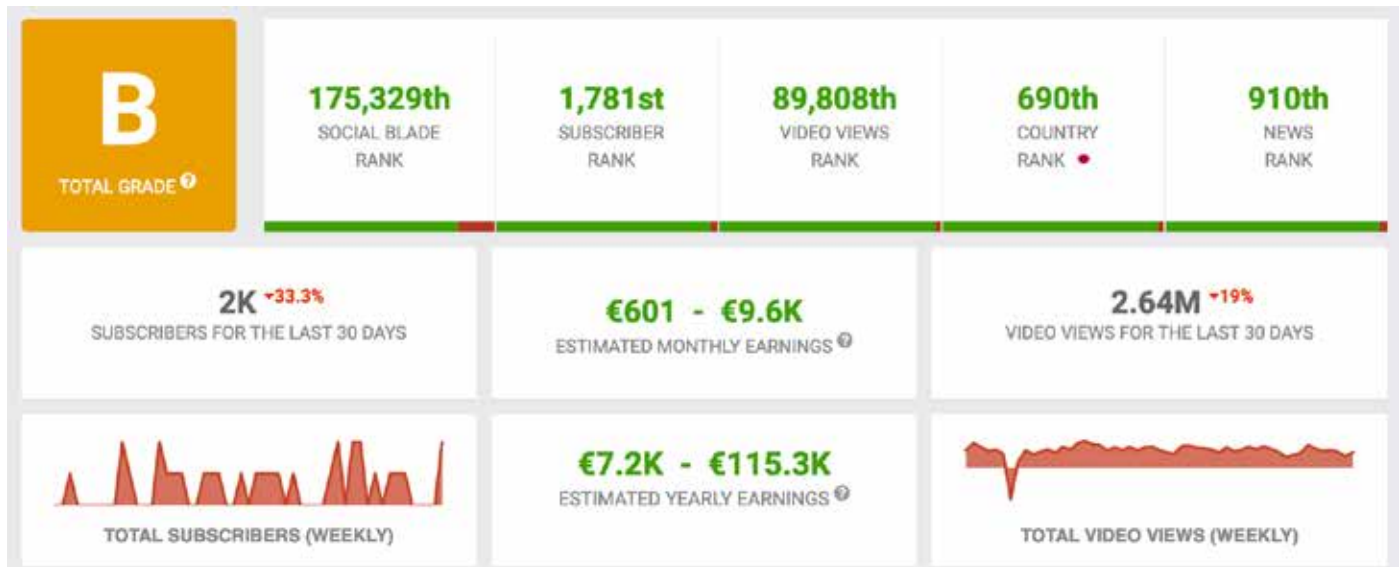 B
TOTAL GRADE
175,329th
SOCIAL BLADE
RANK
1,781st
SUBSCRIBER
RANK
89,808th
VIDEO VIEWS
RANK
690th
COUNTRY
RANK
910th
NEWS
RANK
2K -33.3%
SUBSCRIBERS FOR THE LAST 30 DAYS
€601 - €9.6K
ESTIMATED MONTHLY EARNINGS
2.64M -19%
VIDEO VIEWS FOR THE LAST 30 DAYS
TOTAL SUBSCRIBERS (WEEKLY)
€7.2K - €115.3K
ESTIMATED YEARLY EARNINGS
TOTAL VIDEO VIEWS (WEEKLY)